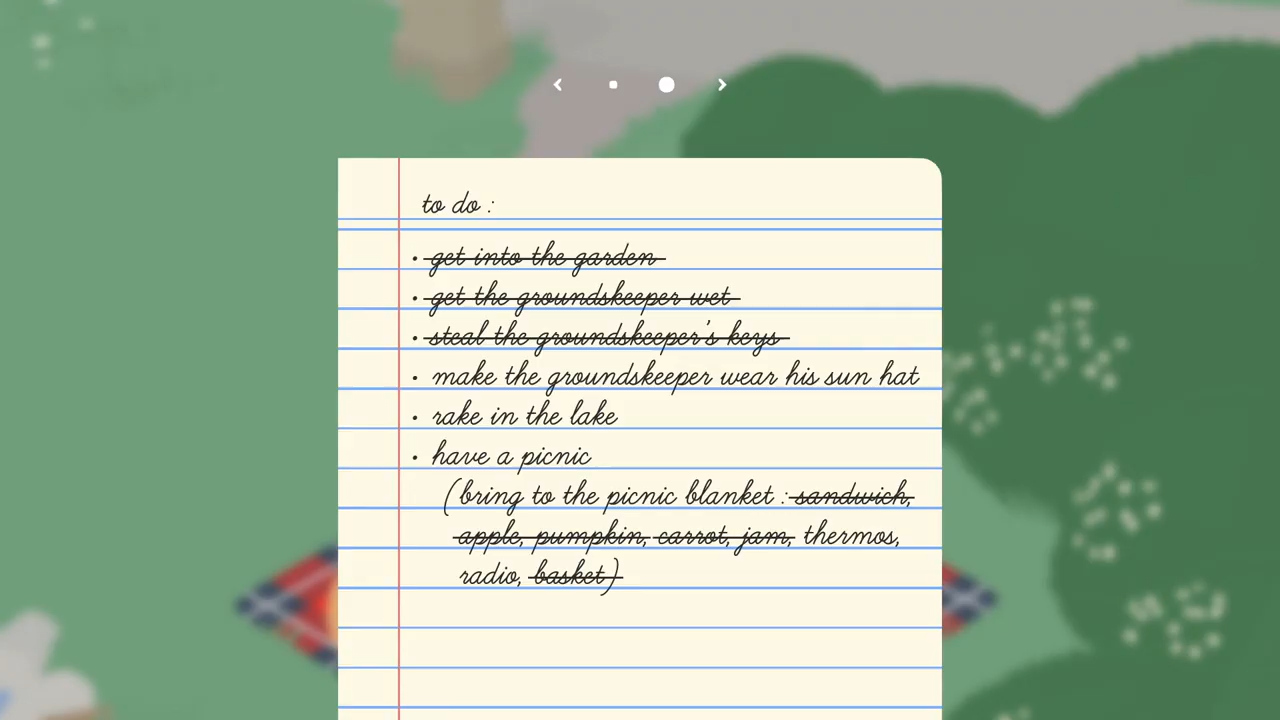 to do :
• get into the garden
• get the groundskeeper wet
• steal the groundskeeper's keys
• make the groundskeeper wear his sun hat
• rake in the lake
• have a picnic
(bring to the picnic blanket : sandwich,
apple, pumpkin, carrot, jam, thermos,
radio, basket)